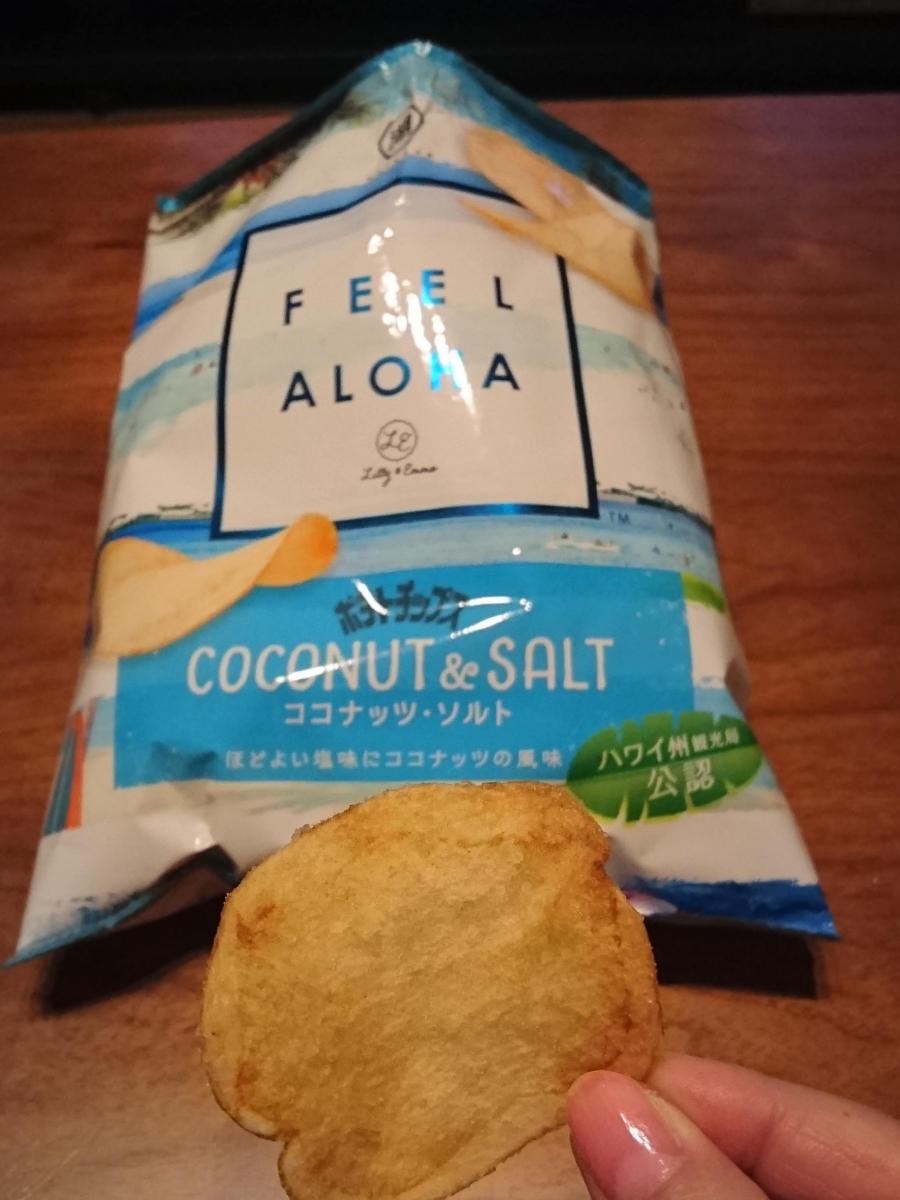 FEEL
ALOHA
LE
Lilly & Emma
TM
ポテトチップス
COCONUT & SALT
ココナッツ・ソルト
ほどよい塩味にココナッツの風味
ハワイ州観光局
公認